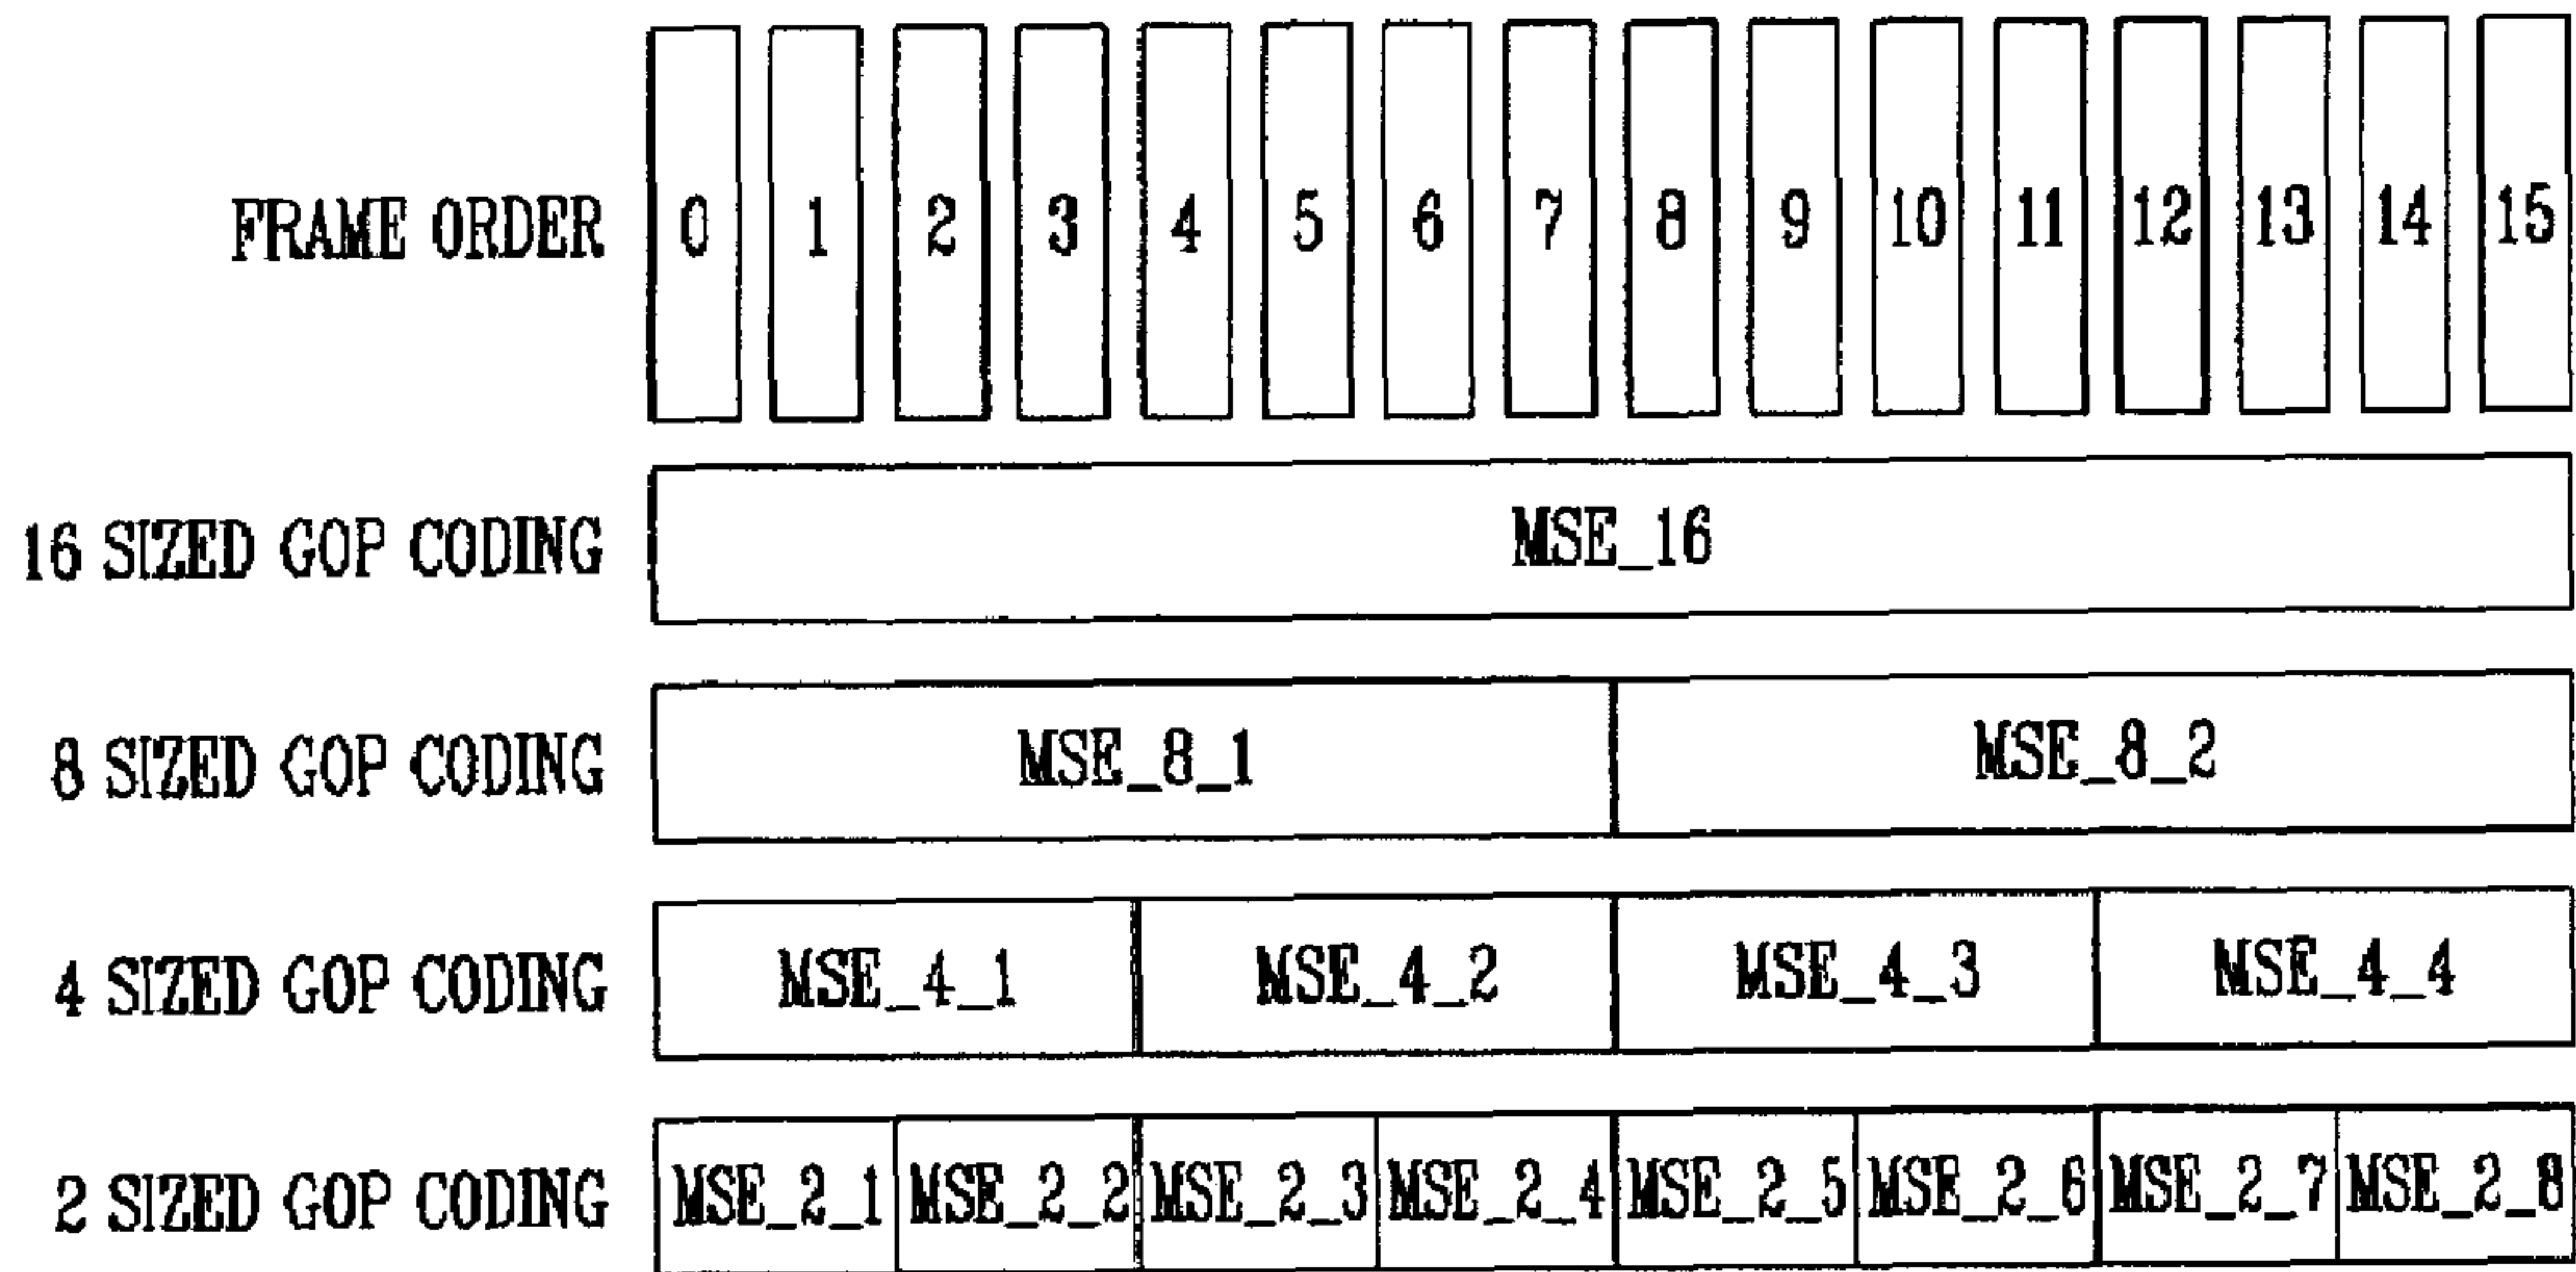 FRAME ORDER 0 1 2 3 4 5 6 7 8 9 10 11 12 13 14 15
16 SIZED GOP CODING MSE_16
8 SIZED GOP CODING MSE_8_1 MSE_8_2
4 SIZED GOP CODING MSE_4_1 MSE_4_2 MSE_4_3 MSE_4_4
2 SIZED GOP CODING MSE_2_1 MSE_2_2 MSE_2_3 MSE_2_4 MSE_2_5 MSE_2_6 MSE_2_7 MSE_2_8